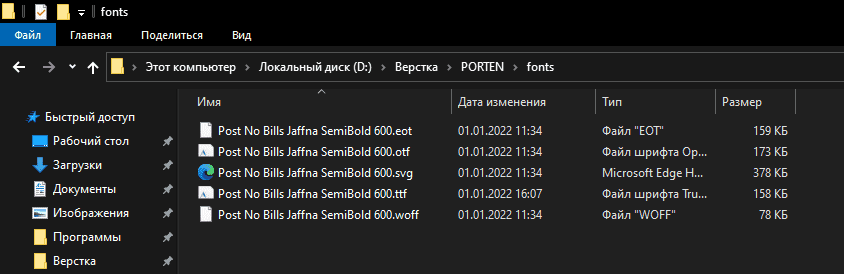 fonts
Файл Главная Поделиться Вид
Этот компьютер Локальный диск (D:) Верстка PORTEN fonts
Быстрый доступ
Рабочий стол
Загрузки
Документы
Изображения
Программы
Верстка
Имя Дата изменения Тип Размер
Post No Bills Jaffna SemiBold 600.eot 01.01.2022 11:34 Файл "EOT" 159 КБ
Post No Bills Jaffna SemiBold 600.otf 01.01.2022 11:34 Файл шрифта Op... 173 КБ
Post No Bills Jaffna SemiBold 600.svg 01.01.2022 11:34 Microsoft Edge H... 378 КБ
Post No Bills Jaffna SemiBold 600.ttf 01.01.2022 16:07 Файл шрифта Tru... 158 КБ
Post No Bills Jaffna SemiBold 600.woff 01.01.2022 11:34 Файл "WOFF" 78 КБ